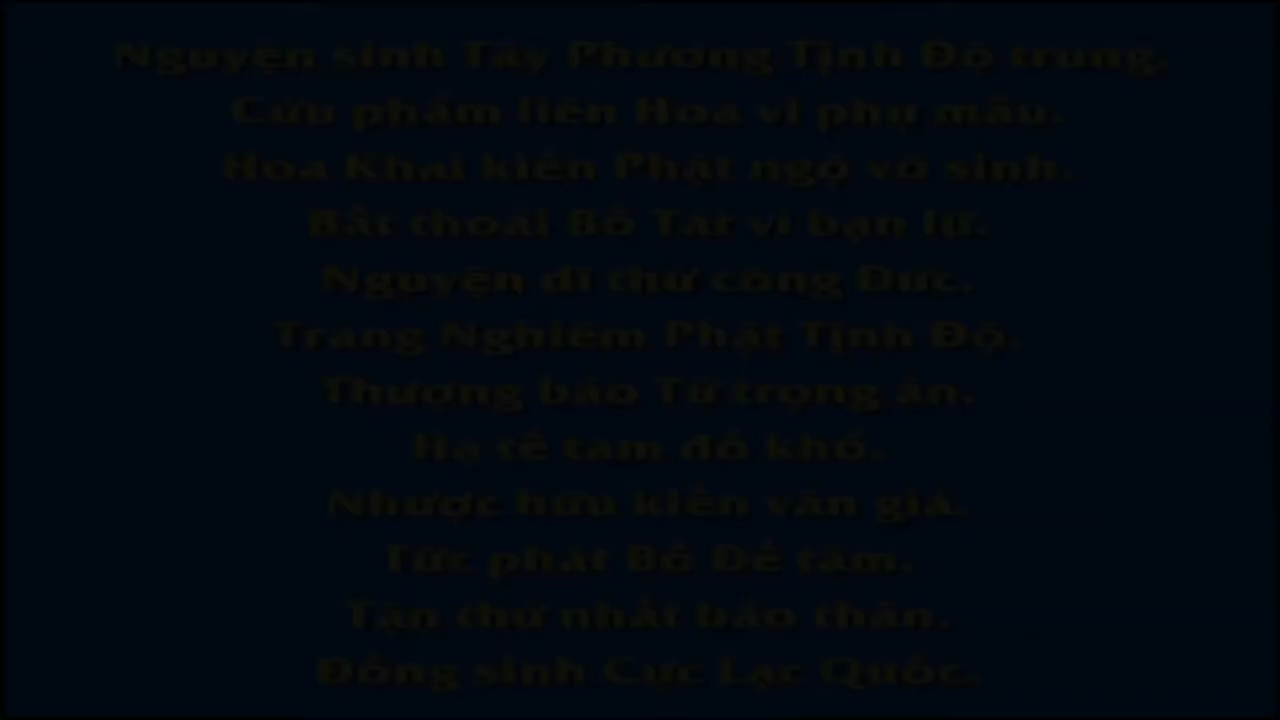 Nguyện sinh Tây Phương Tịnh Độ trung.
Cửu phẩm liên Hoa vi phụ mẫu.
Hoa Khai kiến Phật ngộ vô sinh.
Bất thoái Bồ Tát vi bạn lữ.
Nguyện dĩ thử công Đức.
Trang Nghiêm Phật Tịnh Độ.
Thượng báo Tứ trọng ân.
Hạ tế tam đồ khổ.
Nhược hữu kiến văn giả.
Tức phát Bồ Đề tâm.
Tận thử nhất báo thân.
Đồng sinh Cực Lạc Quốc.